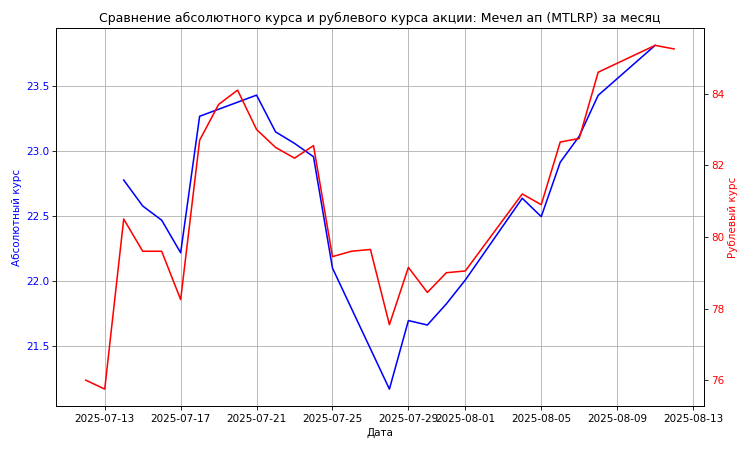 Сравнение абсолютного курса и рублевого курса акции: Мечел ап (MTLRP) за месяц
23.5
23.0
22.5
22.0
21.5
Абсолютный курс
84
82
80
78
76
Рублевый курс
2025-07-13 2025-07-17 2025-07-21 2025-07-25 2025-07-29 2025-08-01 2025-08-05 2025-08-09 2025-08-13
Дата